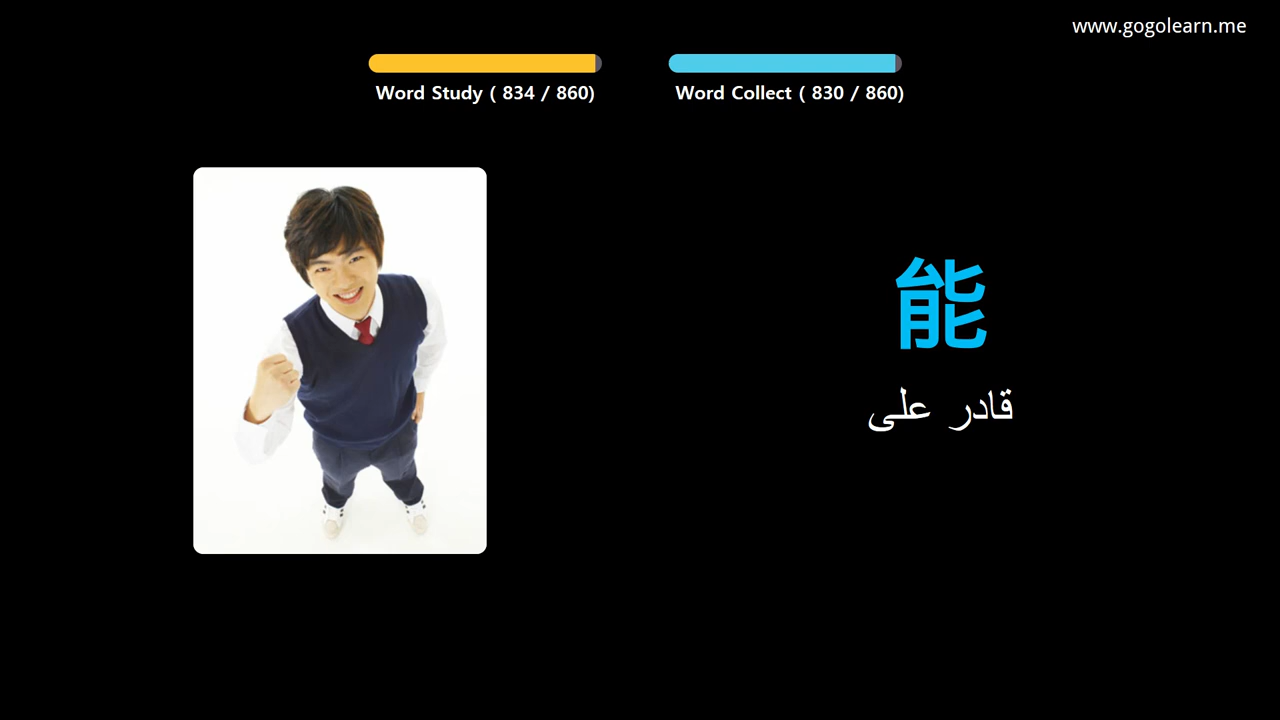 www.gogolearn.me
Word Study ( 834 / 860)
Word Collect ( 830 / 860)
能
قادر على